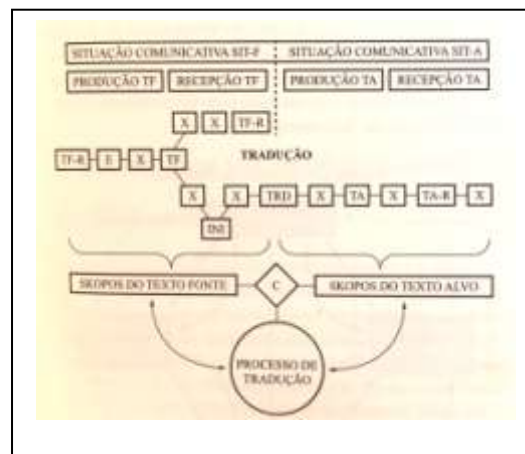 SITUAÇÃO COMUNICATIVA SIT-F SITUAÇÃO COMUNICATIVA SIT-A
PRODUÇÃO TF RECEPÇÃO TF PRODUÇÃO TA RECEPÇÃO TA
X X TF-R
TRADUÇÃO
TF-R E X TF
X X TRD X TA X TA-R X
INI
SKOPOS DO TEXTO FONTE C SKOPOS DO TEXTO ALVO
PROCESSO DE
TRADUÇÃO